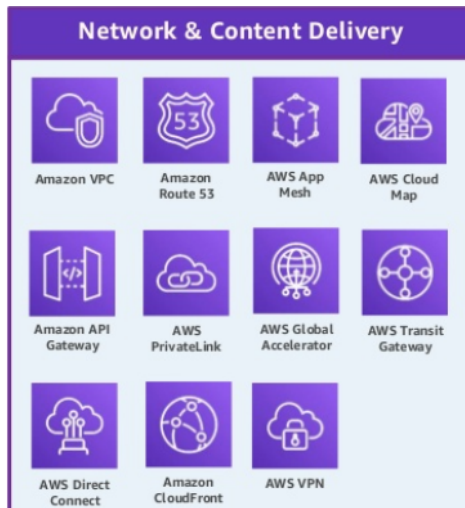 Network & Content Delivery
53
Amazon VPC
Amazon
Route 53
AWS App
Mesh
AWS Cloud
Map
</>
Amazon API
Gateway
AWS
PrivateLink
AWS Global
Accelerator
AWS Transit
Gateway
AWS Direct
Connect
Amazon
CloudFront
AWS VPN